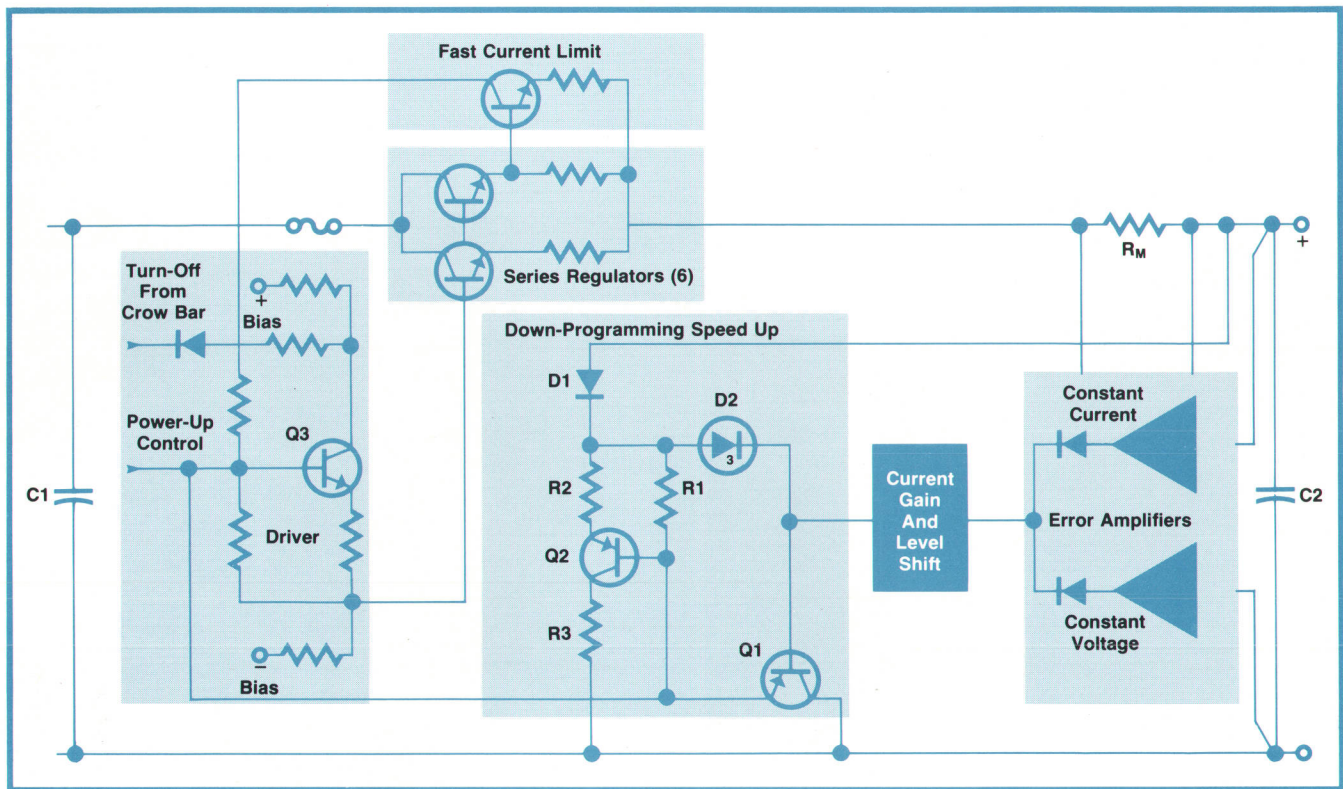 Fast Current Limit
Series Regulators (6)
R_M
+
Turn-Off
From
Crow Bar
+
Bias
Power-Up
Control
Q3
Driver
−
Bias
C1
Down-Programming Speed Up
D1
D2
3
R2
R1
Q2
R3
Q1
Current
Gain
And
Level
Shift
Constant
Current
Error Amplifiers
Constant
Voltage
C2